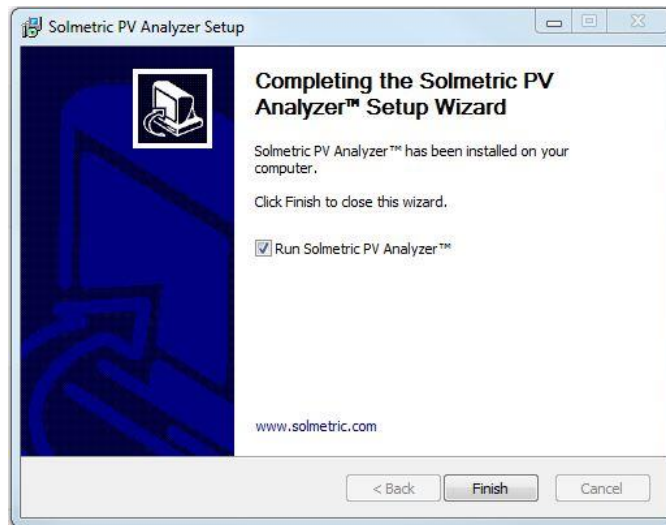 Solmetric PV Analyzer Setup
Completing the Solmetric PV
Analyzer™ Setup Wizard
Solmetric PV Analyzer™ has been installed on your
computer.
Click Finish to close this wizard.
Run Solmetric PV Analyzer™
www.solmetric.com
< Back Finish Cancel